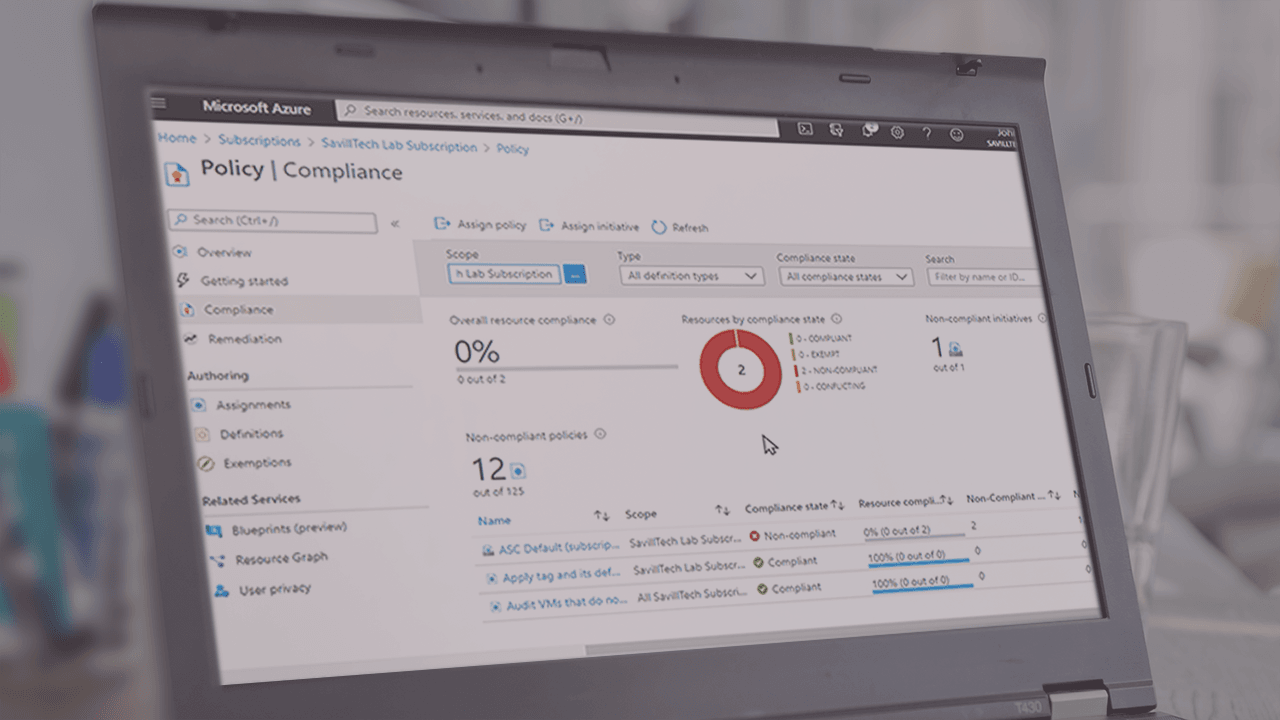 Microsoft Azure
Search resources, services, and docs (G+/)
Home > Subscriptions > SavillTech Lab Subscription > Policy
Policy | Compliance
Search (Ctrl+/)
«
Overview
Getting started
Compliance
Remediation
Authoring
Assignments
Definitions
Exemptions
Related Services
Blueprints (preview)
Resource Graph
User privacy
John
SAVILLTE
Assign policy
Assign initiative
Refresh
Scope
h Lab Subscription
...
Type
All definition types
Compliance state
All compliance states
Search
Filter by name or ID...
Overall resource compliance
0%
0 out of 2
Resources by compliance state
2
0 - COMPLIANT
0 - EXEMPT
2 - NON-COMPLIANT
0 - CONFLICTING
Non-compliant initiatives
1
out of 1
Non-compliant policies
12
out of 125
Name Scope Compliance state Resource compli... Non-Compliant ... N
ASC Default (subscrip... SavillTech Lab Subscr... Non-compliant 0% (0 out of 2) 2 1
Apply tag and its def... SavillTech Lab Subscr... Compliant 100% (0 out of 0) 0 0
Audit VMs that do no... All SavillTech Subscri... Compliant 100% (0 out of 0) 0 0
T430